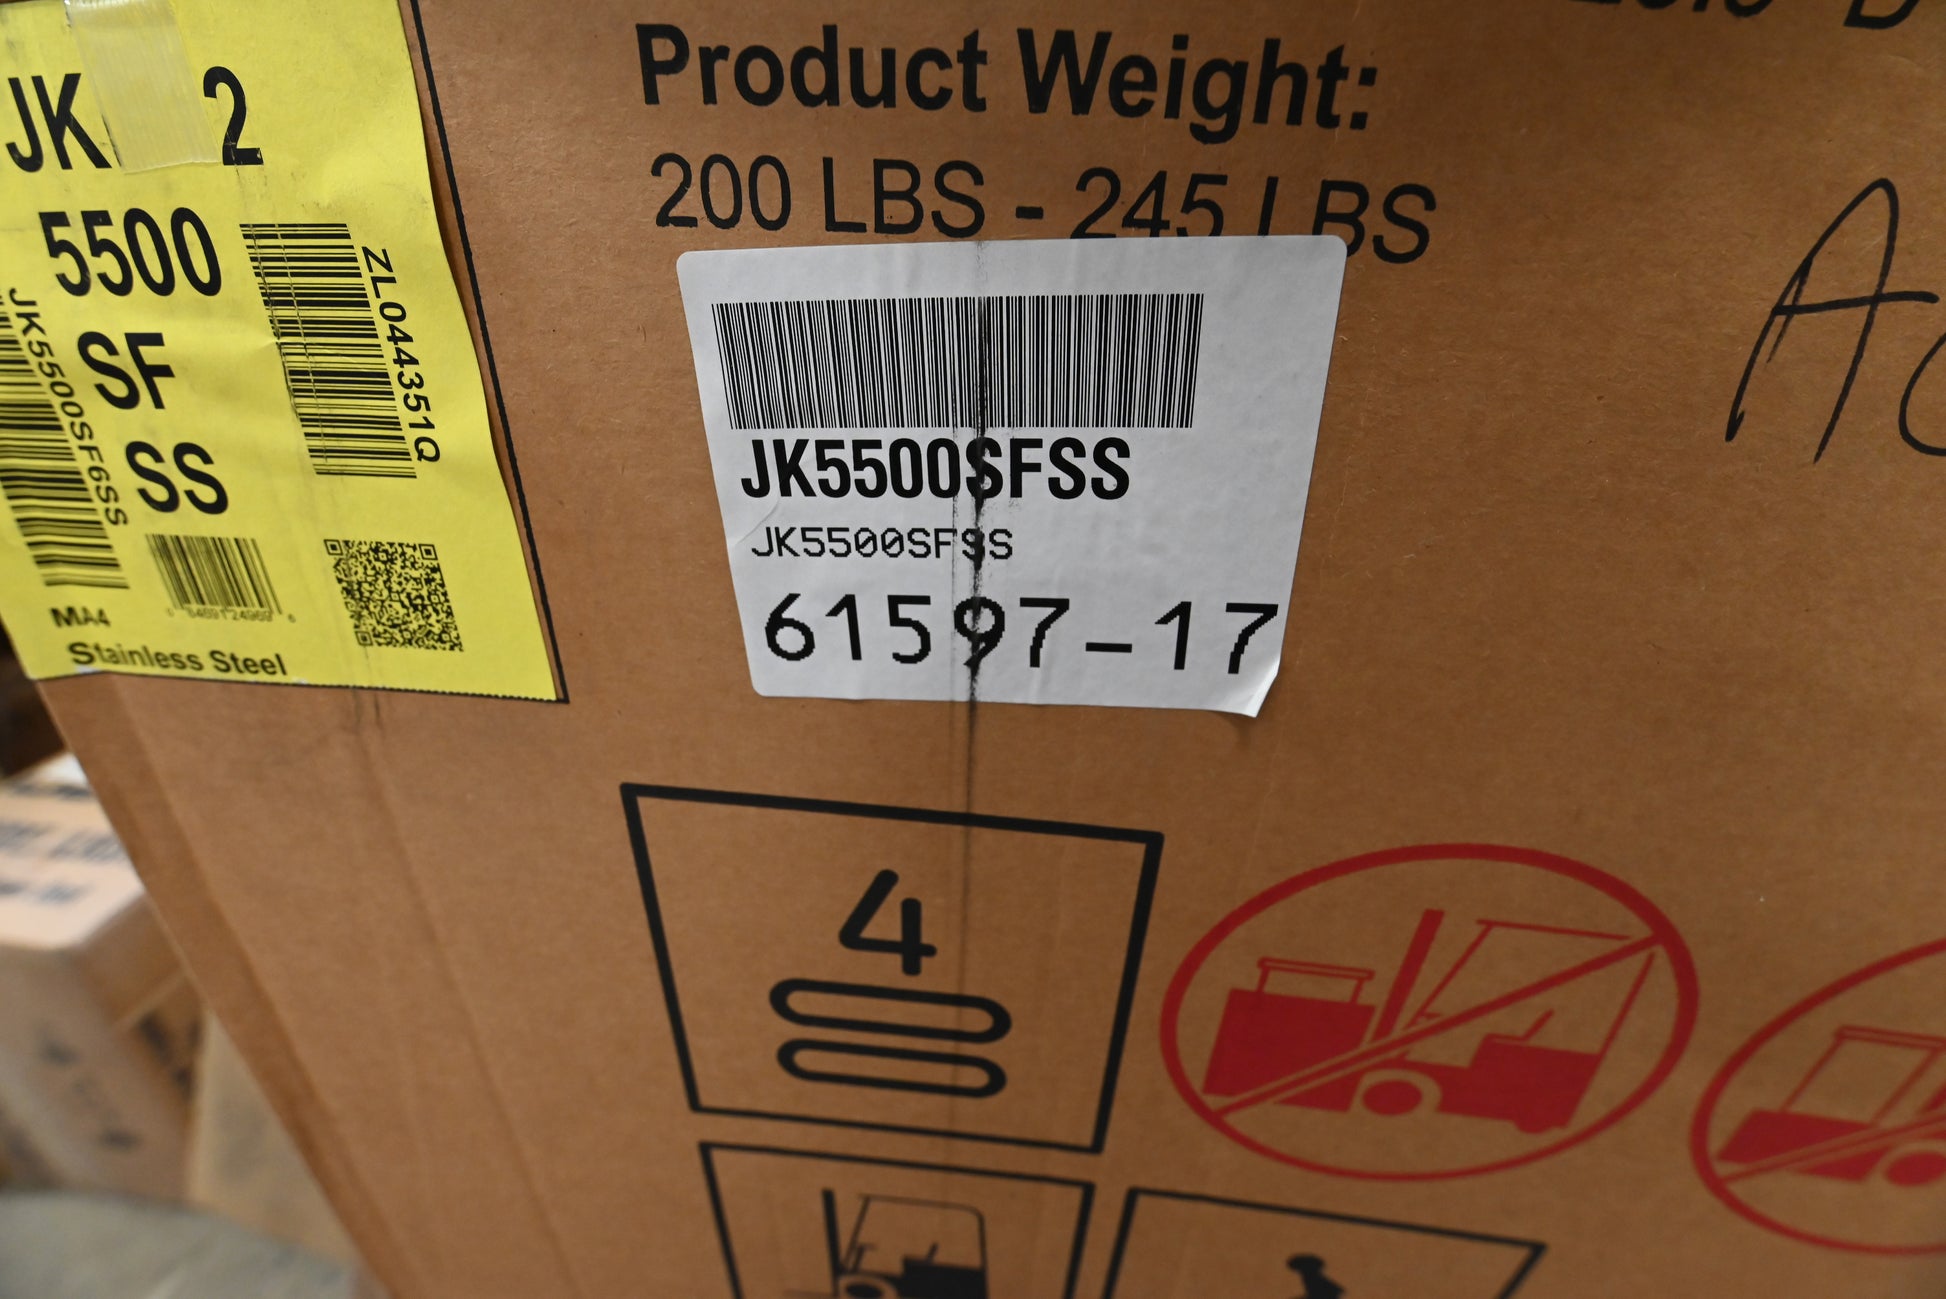 JK 2
5500
SF
SS
ZL044351Q
JK5500SF6SS
MA4
Stainless Steel
Product Weight:
200 LBS - 245 LBS
JK5500SFSS
JK5500SFSS
61597-17
4